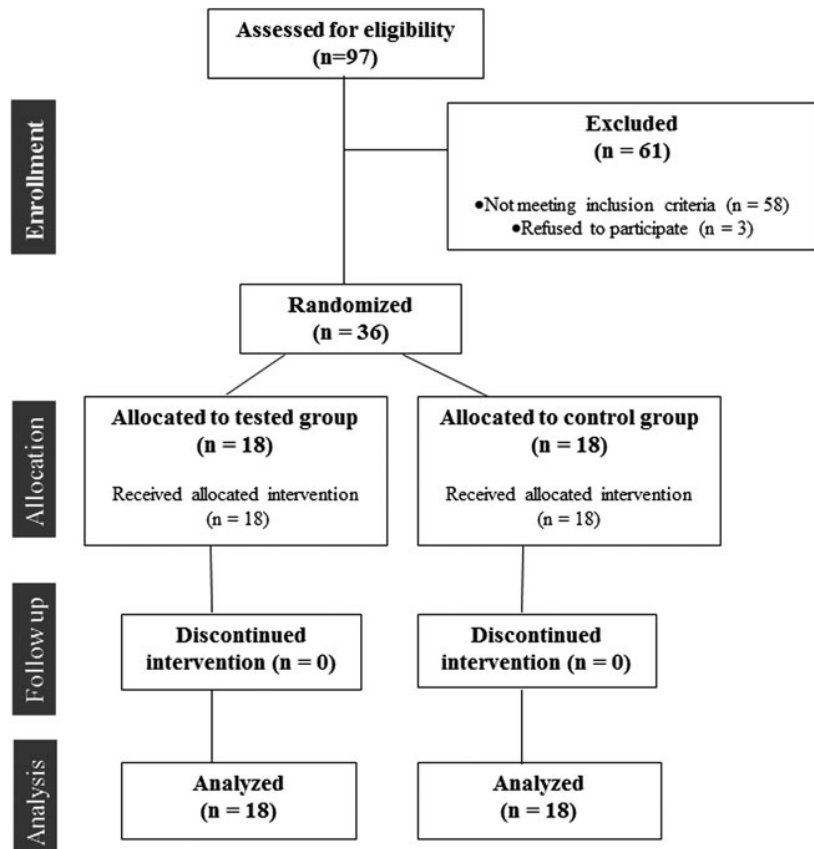 Assessed for eligibility
(n=97)
Enrollment
Excluded
(n = 61)
•Not meeting inclusion criteria (n = 58)
•Refused to participate (n = 3)
Randomized
(n = 36)
Allocation
Allocated to tested group
(n = 18)
Received allocated intervention
(n = 18)
Allocated to control group
(n = 18)
Received allocated intervention
(n = 18)
Follow up
Discontinued
intervention (n = 0)
Discontinued
intervention (n = 0)
Analysis
Analyzed
(n = 18)
Analyzed
(n = 18)